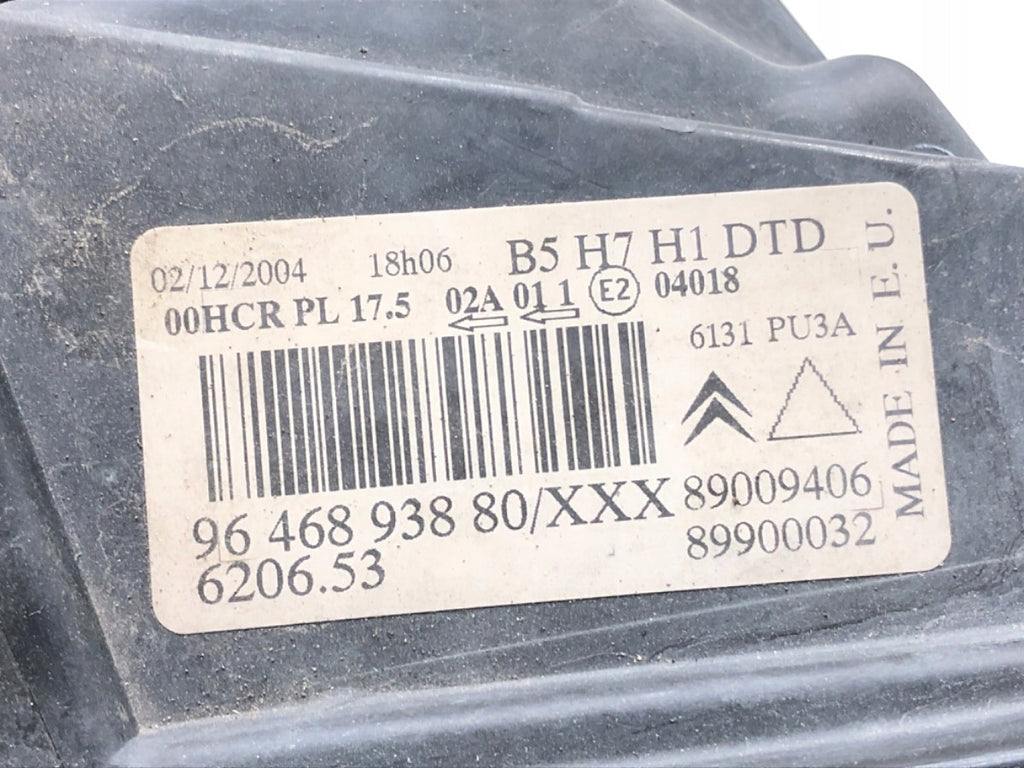 02/12/2004 18h06 B5 H7 H1 DTD
00HCR PL 17.5 02A 01 1 E2 04018
6131 PU3A
MADE IN E.U.
96 468 938 80/XXX 89009406
6206.53 89900032